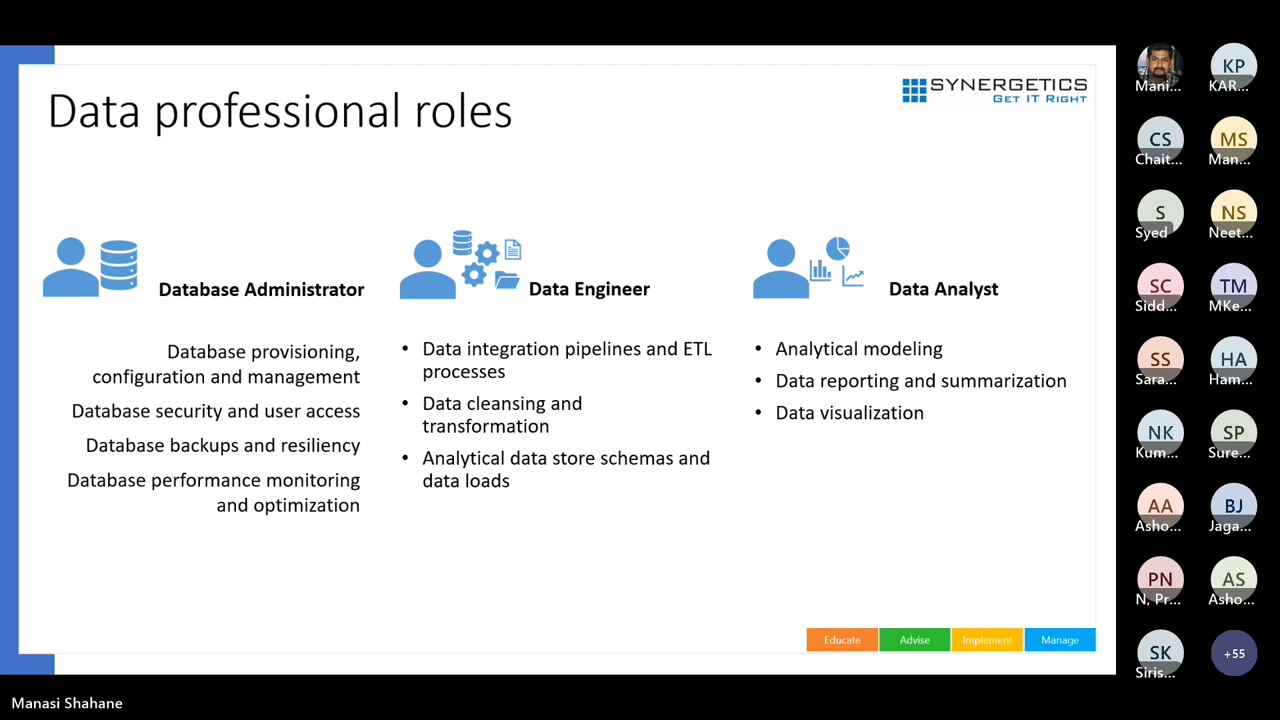 Data professional roles
SYNERGETICS
GET IT RIGHT
Database Administrator
Database provisioning,
configuration and management
Database security and user access
Database backups and resiliency
Database performance monitoring
and optimization
Data Engineer
• Data integration pipelines and ETL
processes
• Data cleansing and
transformation
• Analytical data store schemas and
data loads
Data Analyst
• Analytical modeling
• Data reporting and summarization
• Data visualization
Educate
Advise
Implement
Manage
Mani...
KP
KAR...
CS
Chait...
MS
Man...
S
Syed
NS
Neet...
SC
Sidd...
TM
MKe...
SS
Sara...
HA
Ham...
NK
Kum...
SP
Sure...
AA
Asho...
BJ
Jaga...
PN
N, Pr...
AS
Asho...
SK
Siris...
+55
Manasi Shahane